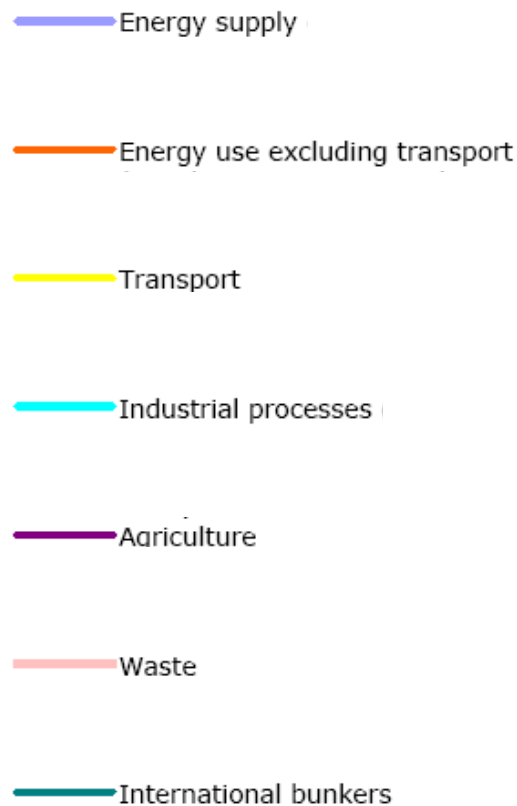 Energy supply
Energy use excluding transport
Transport
Industrial processes
Agriculture
Waste
International bunkers